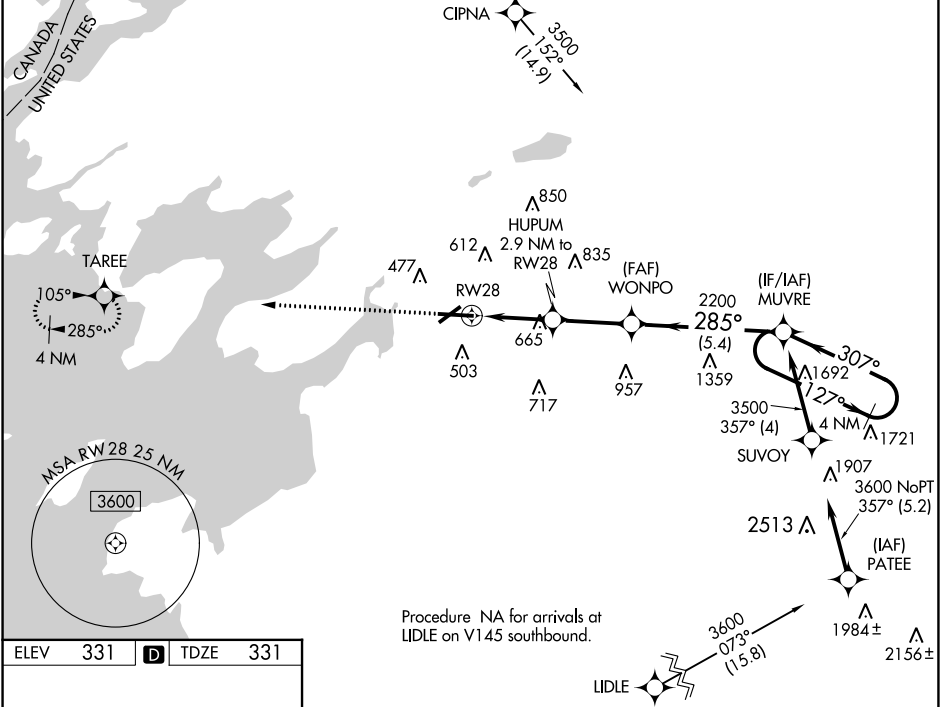 CIPNA
3500
152°
(14.9)
CANADA
UNITED STATES
850
HUPUM
2.9 NM to
RW28
612
835
477
TAREE
RW28
(FAF)
WONPO
(IF/IAF)
MUVRE
105°
285°
4 NM
2200
285°
(5.4)
665
503
717
957
1359
1692
307°
127°
4 NM
3500
357° (4)
1721
SUVOY
1907
3600 NoPT
357° (5.2)
2513
(IAF)
PATEE
MSA RW 28 25 NM
3600
1984±
2156±
Procedure NA for arrivals at
LIDLE on V145 southbound.
3600
073°
(15.8)
LIDLE
ELEV 331 D TDZE 331